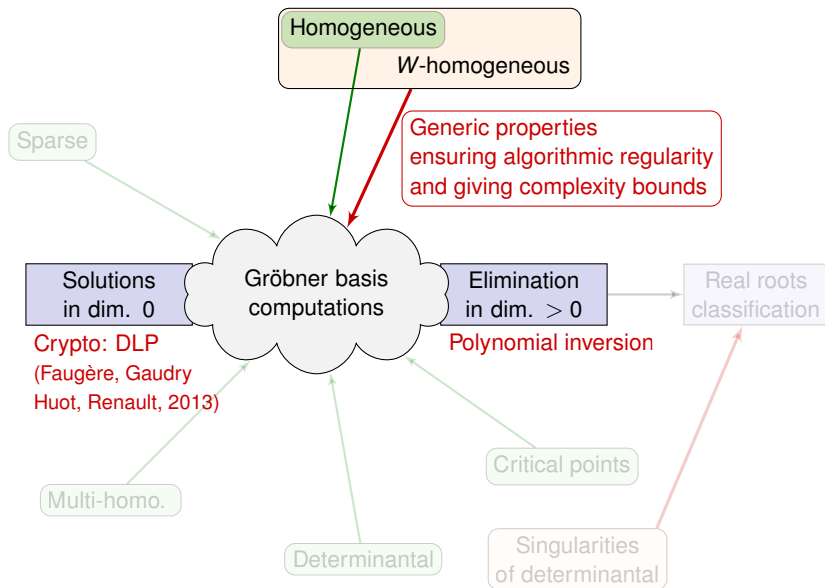 Homogeneous
W-homogeneous
Generic properties
ensuring algorithmic regularity
and giving complexity bounds
Sparse
Solutions
in dim. 0
Gröbner basis
computations
Elimination
in dim. > 0
Real roots
classification
Crypto: DLP
(Faugère, Gaudry
Huot, Renault, 2013)
Polynomial inversion
Multi-homo.
Critical points
Determinantal
Singularities
of determinantal